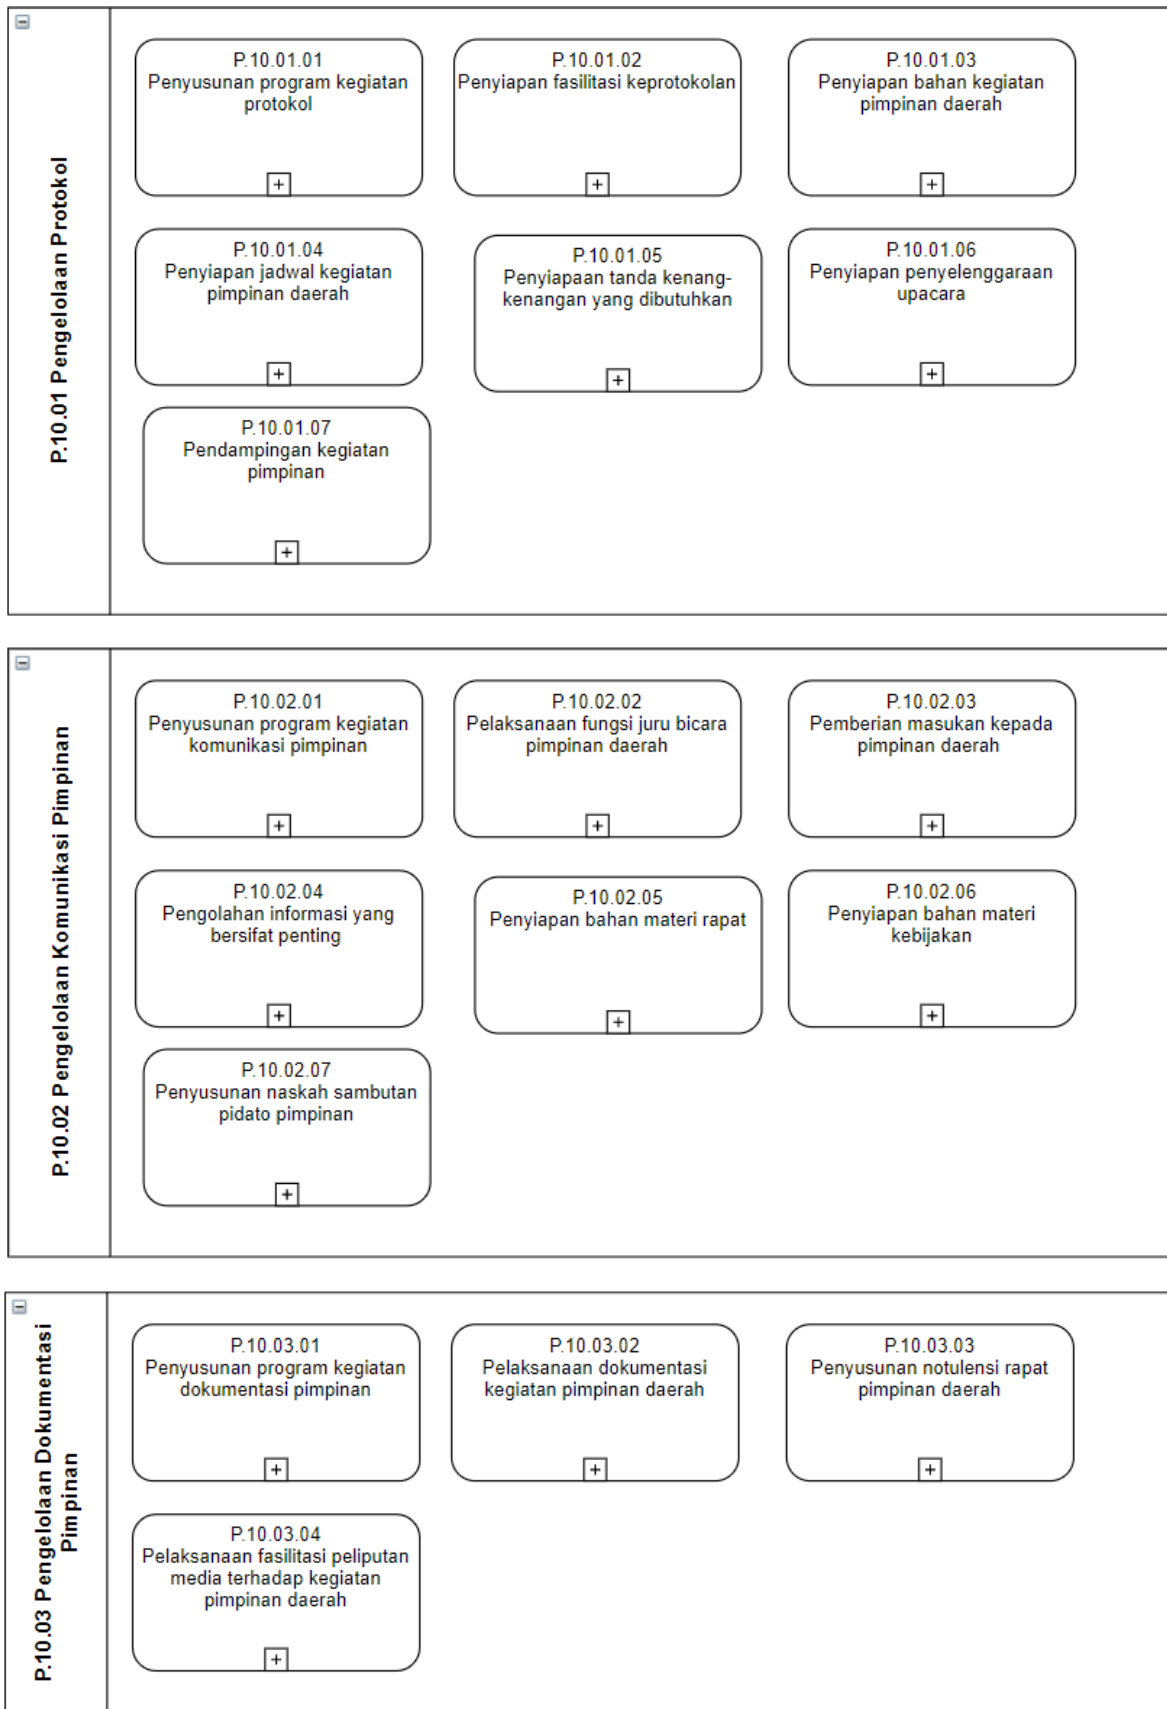 P.10.01 Pengelolaan Protokol
P.10.01.01
Penyusunan program kegiatan
protokol
P.10.01.02
Penyiapan fasilitasi keprotokolan
P.10.01.03
Penyiapan bahan kegiatan
pimpinan daerah
P.10.01.04
Penyiapan jadwal kegiatan
pimpinan daerah
P.10.01.05
Penyiapaan tanda kenang-
kenangan yang dibutuhkan
P.10.01.06
Penyiapan penyelenggaraan
upacara
P.10.01.07
Pendampingan kegiatan
pimpinan
P.10.02 Pengelolaan Komunikasi Pimpinan
P.10.02.01
Penyusunan program kegiatan
komunikasi pimpinan
P.10.02.02
Pelaksanaan fungsi juru bicara
pimpinan daerah
P.10.02.03
Pemberian masukan kepada
pimpinan daerah
P.10.02.04
Pengolahan informasi yang
bersifat penting
P.10.02.05
Penyiapan bahan materi rapat
P.10.02.06
Penyiapan bahan materi
kebijakan
P.10.02.07
Penyusunan naskah sambutan
pidato pimpinan
P.10.03 Pengelolaan Dokumentasi
Pimpinan
P.10.03.01
Penyusunan program kegiatan
dokumentasi pimpinan
P.10.03.02
Pelaksanaan dokumentasi
kegiatan pimpinan daerah
P.10.03.03
Penyusunan notulensi rapat
pimpinan daerah
P.10.03.04
Pelaksanaan fasilitasi peliputan
media terhadap kegiatan
pimpinan daerah